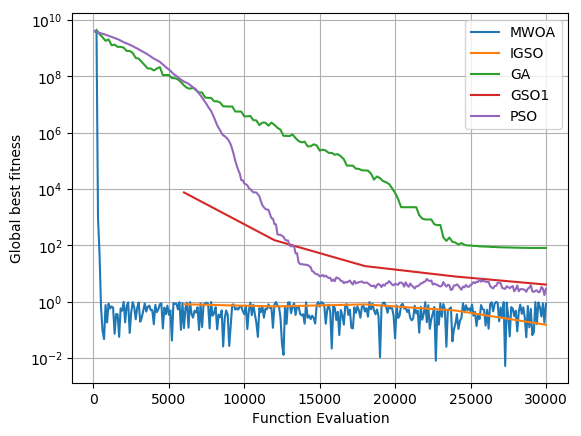 Global best fitness
10^10
10^8
10^6
10^4
10^2
10^0
10^−2
MWOA
IGSO
GA
GSO1
PSO
0 5000 10000 15000 20000 25000 30000
Function Evaluation